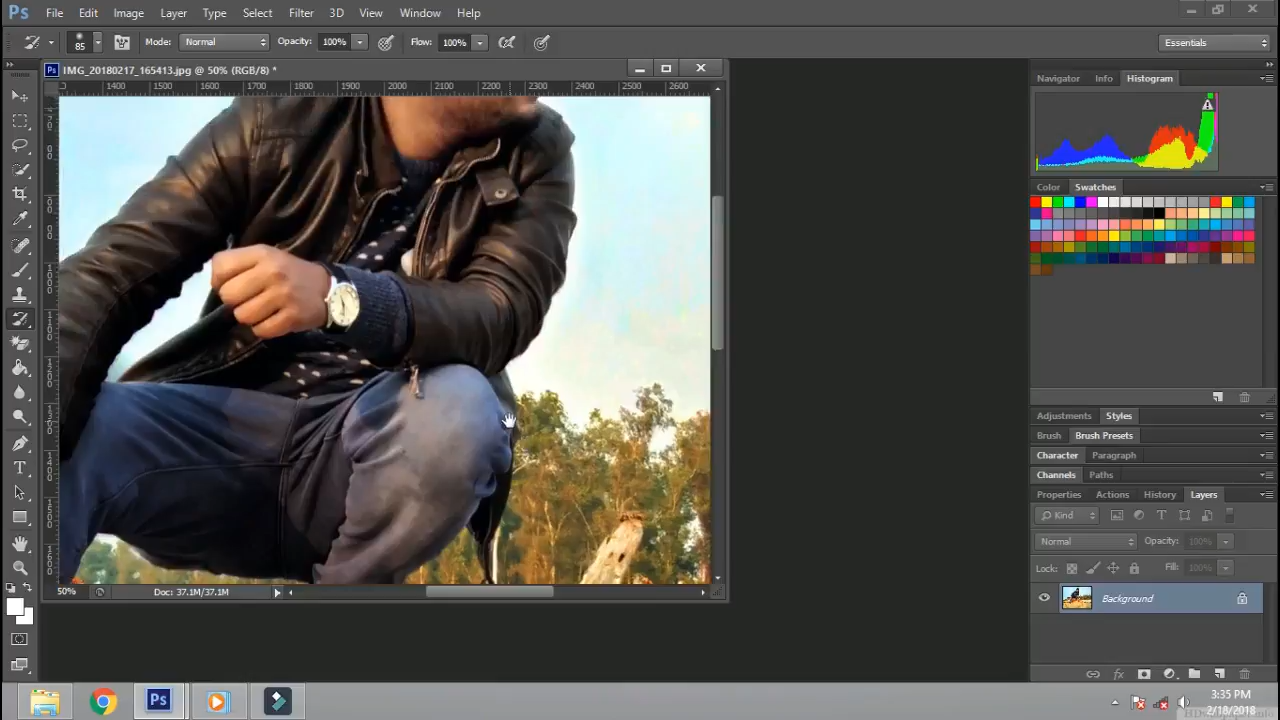 Ps File Edit Image Layer Type Select Filter 3D View Window Help
85 Mode: Normal Opacity: 100% Flow: 100% Essentials
IMG_20180217_165413.jpg @ 50% (RGB/8) *
1400 1500 1600 1700 1800 1900 2000 2100 2200 2300 2400 2500 2600
Navigator Info Histogram
Color Swatches
Adjustments Styles
Brush Brush Presets
Character Paragraph
Channels Paths
Properties Actions History Layers
Kind
Normal Opacity: 100%
Lock: Fill: 100%
Background
50% Doc: 37.1M/37.1M
Ps
3:35 PM
2/18/2018